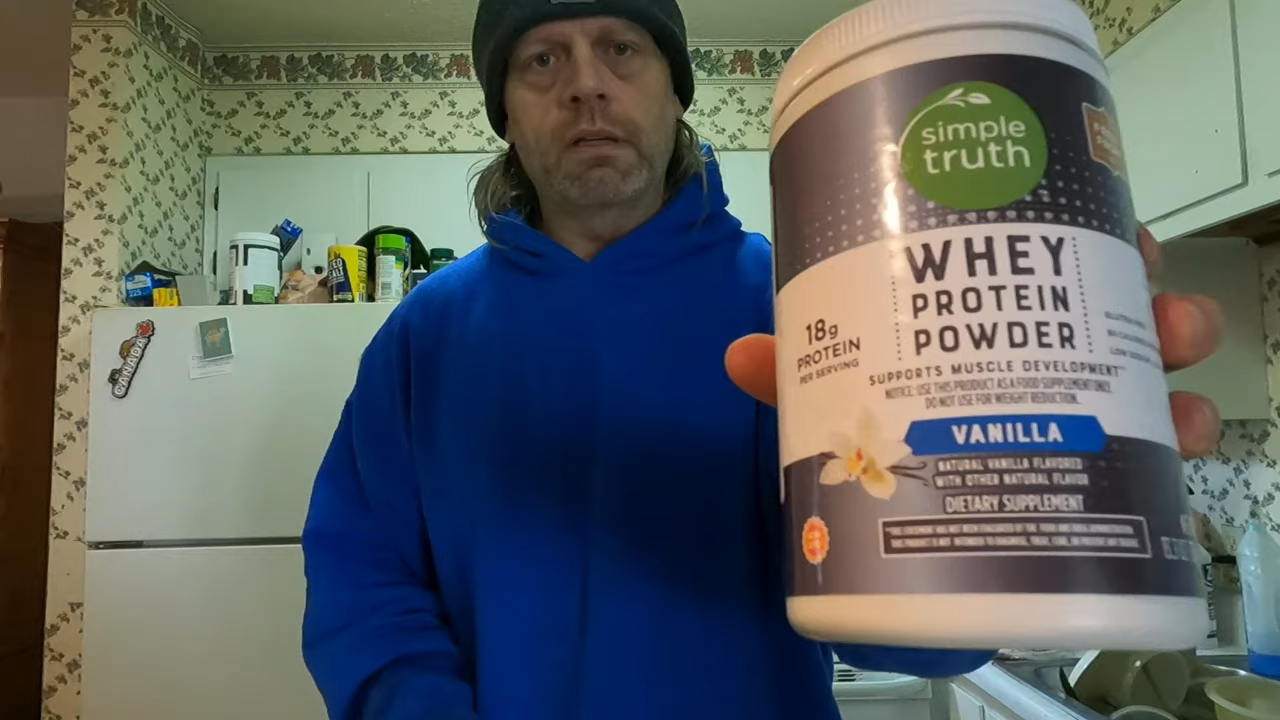 simple
truth
WHEY
PROTEIN
POWDER
18g
PROTEIN
PER SERVING
SUPPORTS MUSCLE DEVELOPMENT
NOTICE: USE THIS PRODUCT AS A FOOD SUPPLEMENT ONLY.
DO NOT USE FOR WEIGHT REDUCTION.
VANILLA
NATURAL VANILLA FLAVORED
WITH OTHER NATURAL FLAVOR
DIETARY SUPPLEMENT
CANADA
SALT